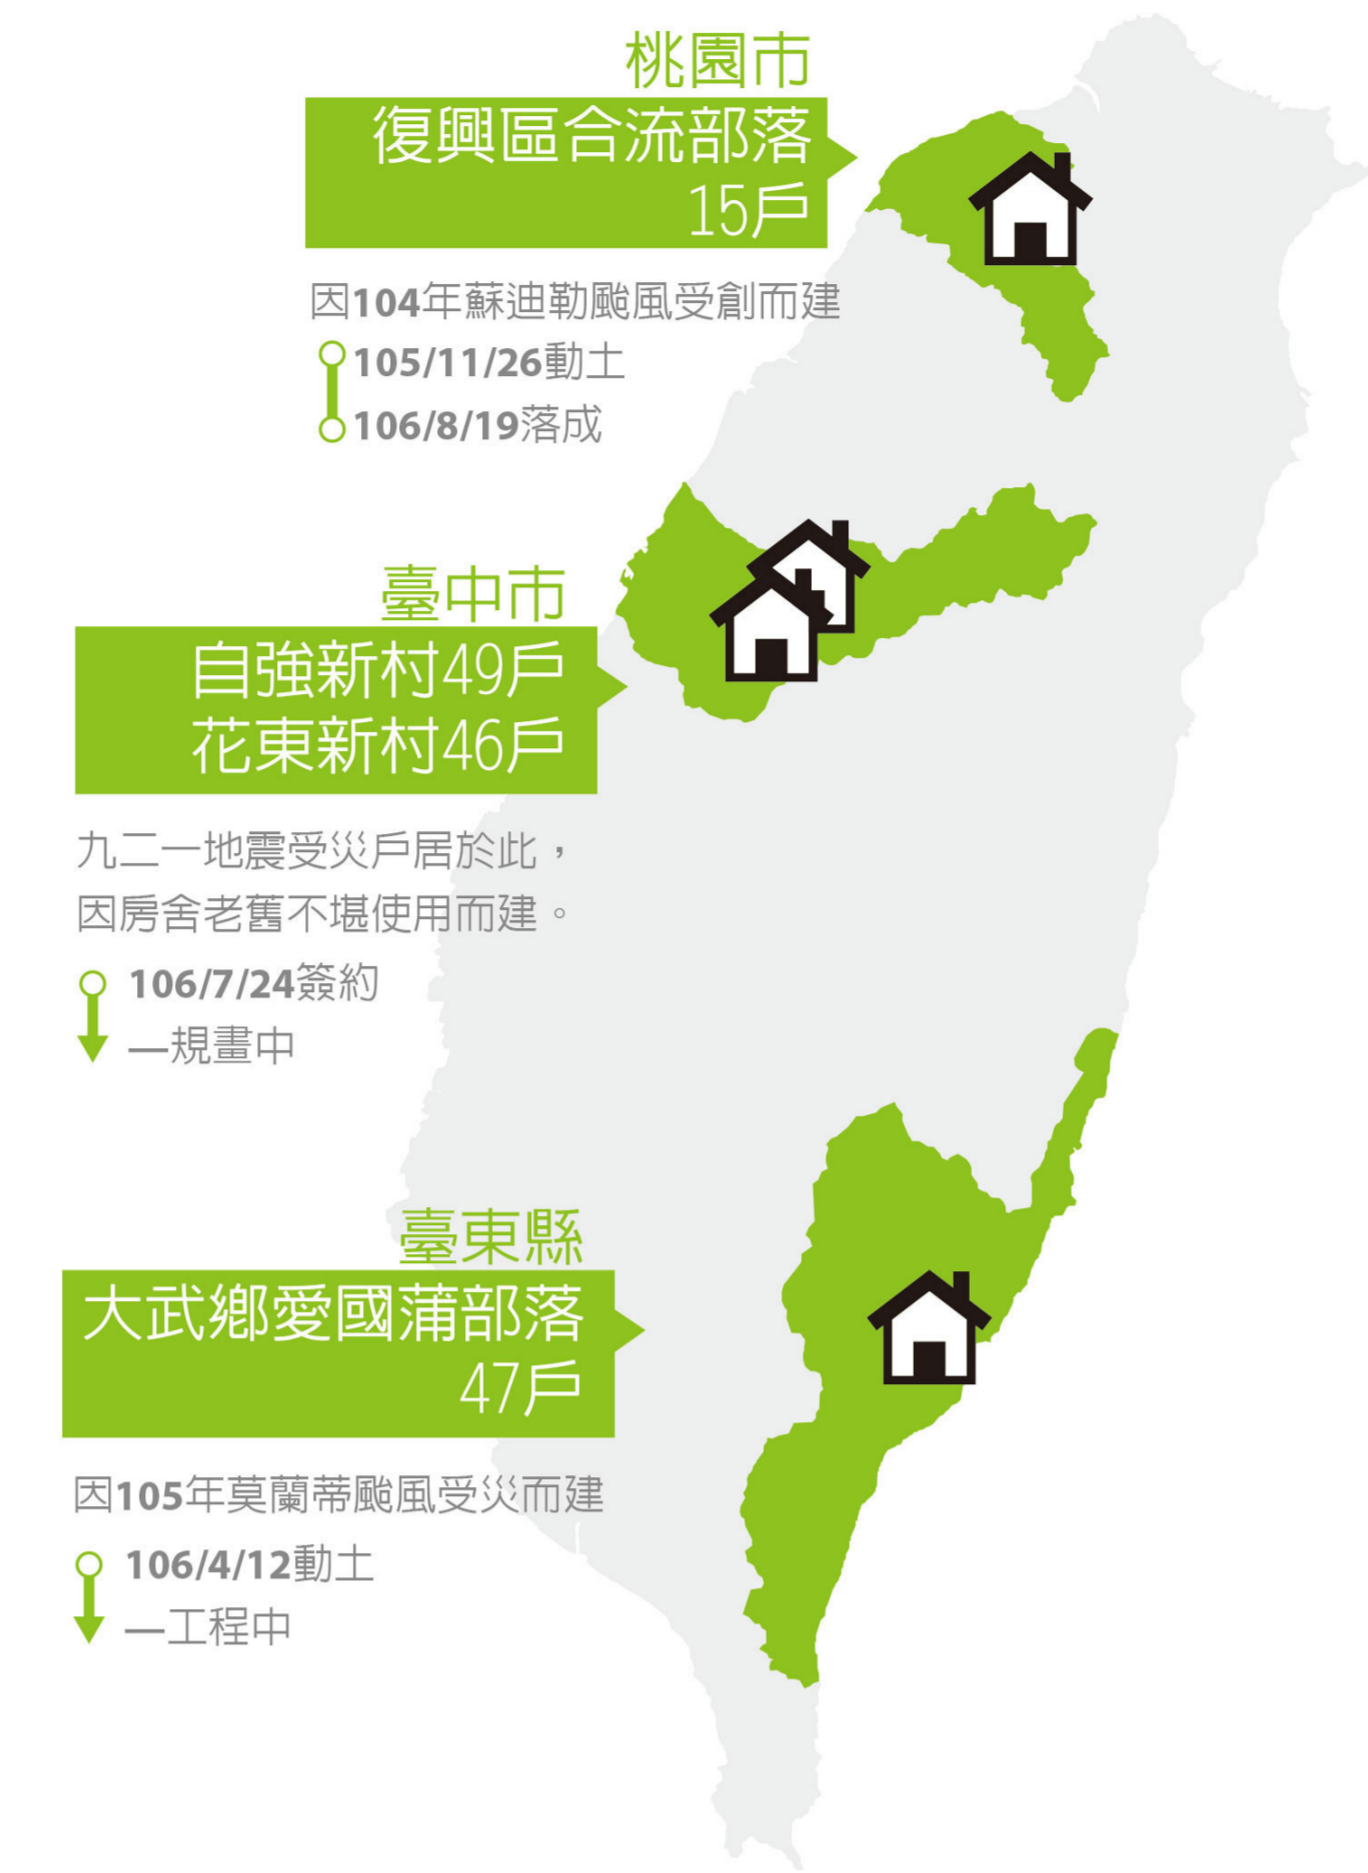 桃園市
復興區合流部落
15戶
因104年蘇迪勒颱風受創而建
105/11/26動土
106/8/19落成
臺中市
自強新村49戶
花東新村46戶
九二一地震受災戶居於此，
因房舍老舊不堪使用而建。
106/7/24簽約
—規畫中
臺東縣
大武鄉愛國蒲部落
47戶
因105年莫蘭蒂颱風受災而建
106/4/12動土
—工程中